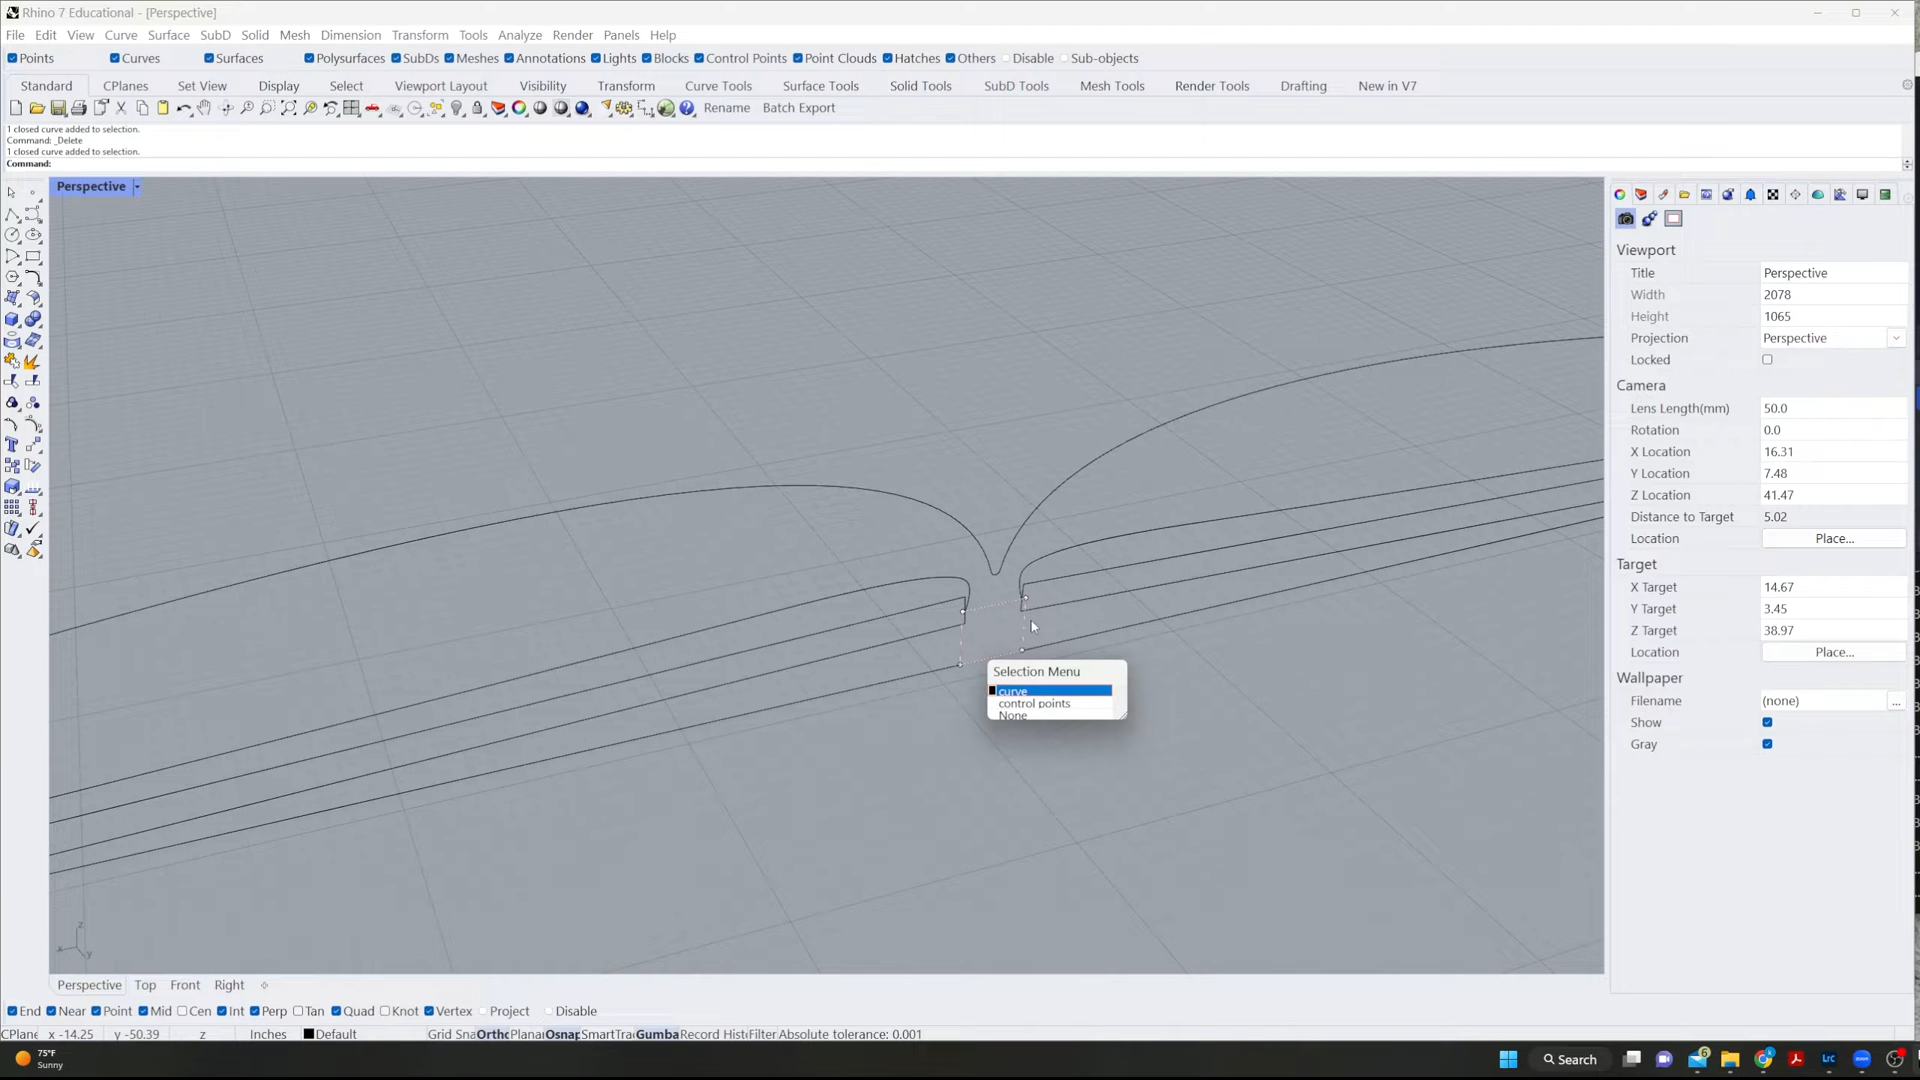 Rhino 7 Educational - [Perspective]
File Edit View Curve Surface SubD Solid Mesh Dimension Transform Tools Analyze Render Panels Help
Points Curves Surfaces Polysurfaces SubDs Meshes Annotations Lights Blocks Control Points Point Clouds Hatches Others Disable Sub-objects
Standard CPlanes Set View Display Select Viewport Layout Visibility Transform Curve Tools Surface Tools Solid Tools SubD Tools Mesh Tools Render Tools Drafting New in V7
Rename Batch Export
1 closed curve added to selection.
Command: _Delete
1 closed curve added to selection.
Command:
Perspective
Viewport
Title Perspective
Width 2078
Height 1065
Projection Perspective
Locked
Camera
Lens Length(mm) 50.0
Rotation 0.0
X Location 16.31
Y Location 7.48
Z Location 41.47
Distance to Target 5.02
Location Place...
Target
X Target 14.67
Y Target 3.45
Z Target 38.97
Location Place...
Wallpaper
Filename (none) ...
Show
Gray
Selection Menu
curve
control points
None
z
x y
Perspective Top Front Right
End Near Point Mid Cen Int Perp Tan Quad Knot Vertex Project Disable
CPlane x -14.25 y -50.39 z Inches Default Grid Sna Ortho Plana Osnap SmartTra Gumba Record Hist Filter Absolute tolerance: 0.001
75°F
Sunny
Search
6
Lrc
zoom